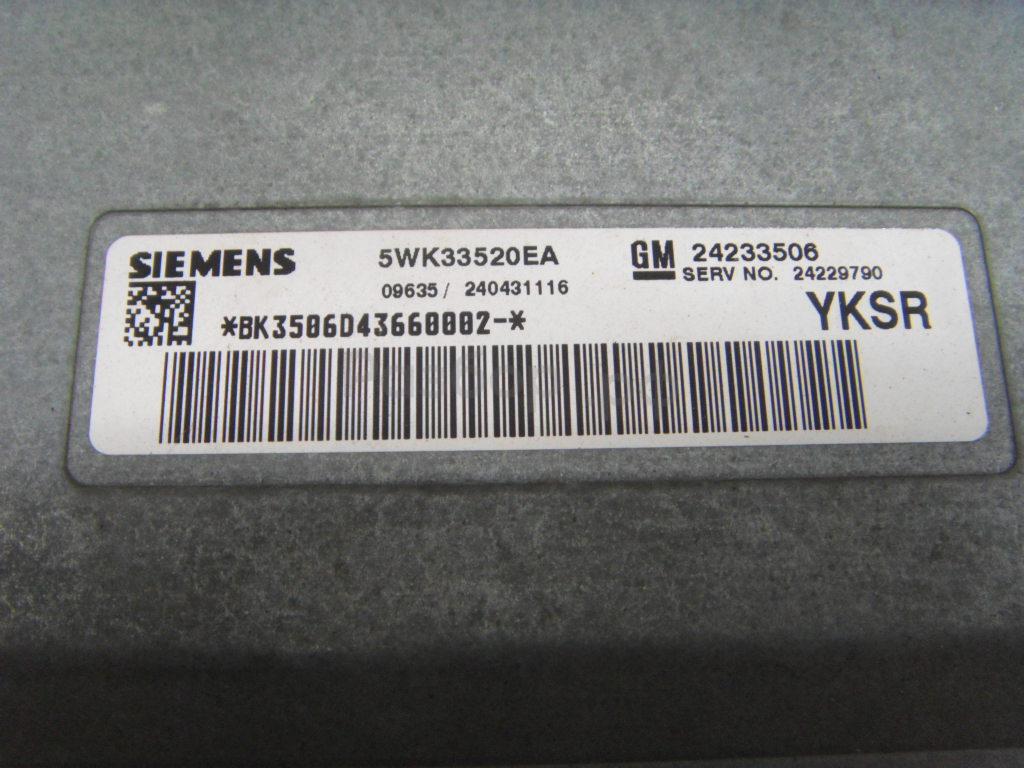 SIEMENS 5WK33520EA GM 24233506
SERV NO. 24229790
09635 / 240431116
*BK3506D43660002-*
YKSR